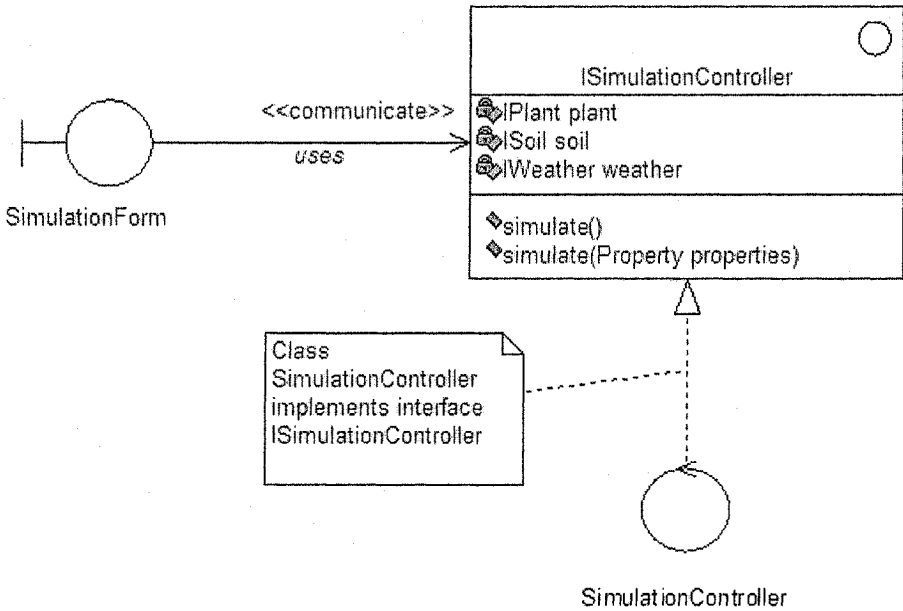 ISimulationController
<<communicate>>
uses
IPlant plant
ISoil soil
IWeather weather
SimulationForm
simulate()
simulate(Property properties)
Class
SimulationController
implements interface
ISimulationController
SimulationController